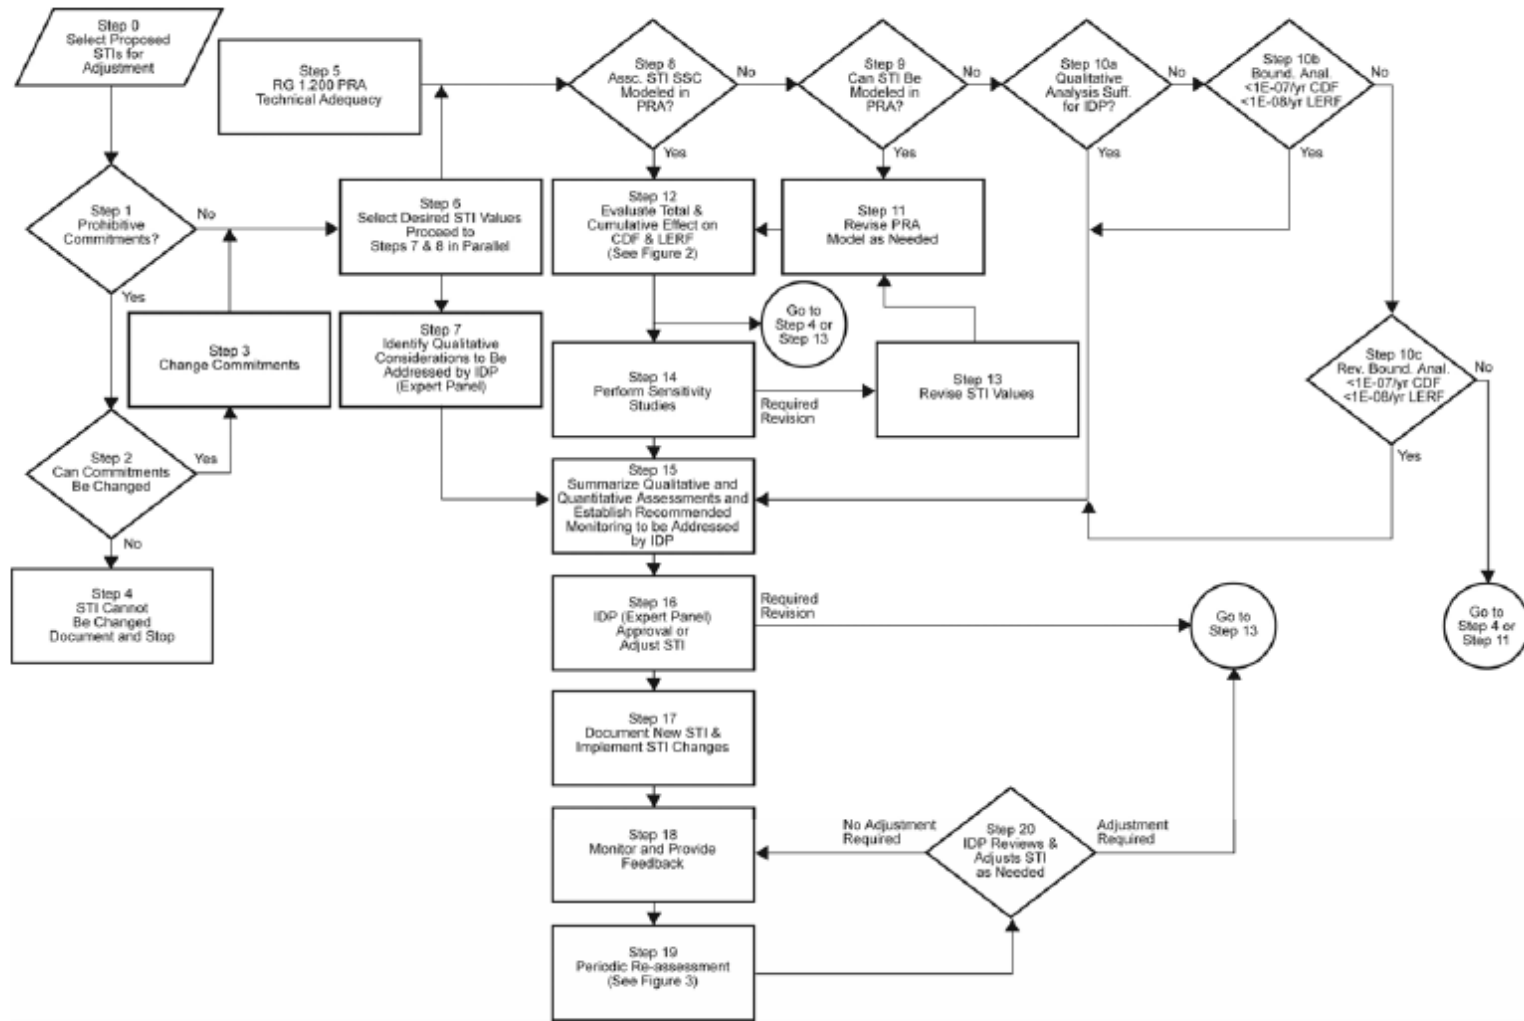 Step 0
Select Proposed
STIs for
Adjustment
Step 5
RG 1.200 PRA
Technical Adequacy
Step 8
Assc. STI SSC
Modeled in
PRA?
No
Yes
Step 9
Can STI Be
Modeled in
PRA?
No
Yes
Step 10a
Qualitative
Analysis Suff.
for IDP?
No
Yes
Step 10b
Bound. Anal.
<1E-07/yr CDF
<1E-08/yr LERF
No
Yes
Step 1
Prohibitive
Commitments?
No
Yes
Step 6
Select Desired STI Values
Proceed to
Steps 7 & 8 in Parallel
Step 12
Evaluate Total &
Cumulative Effect on
CDF & LERF
(See Figure 2)
Step 11
Revise PRA
Model as Needed
Go to
Step 4 or
Step 13
Step 3
Change Commitments
Step 7
Identify Qualitative
Considerations to Be
Addressed by IDP
(Expert Panel)
Step 14
Perform Sensitivity
Studies
Required
Revision
Step 13
Revise STI Values
Step 10c
Rev. Bound. Anal.
<1E-07/yr CDF
<1E-08/yr LERF
No
Yes
Step 2
Can Commitments
Be Changed
Yes
No
Step 15
Summarize Qualitative and
Quantitative Assessments and
Establish Recommended
Monitoring to be Addressed
by IDP
Step 4
STI Cannot
Be Changed
Document and Stop
Step 16
IDP (Expert Panel)
Approval or
Adjust STI
Required
Revision
Go to
Step 13
Go to
Step 4 or
Step 11
Step 17
Document New STI &
Implement STI Changes
Step 18
Monitor and Provide
Feedback
No Adjustment
Required
Step 20
IDP Reviews &
Adjusts STI
as Needed
Adjustment
Required
Step 19
Periodic Re-assessment
(See Figure 3)